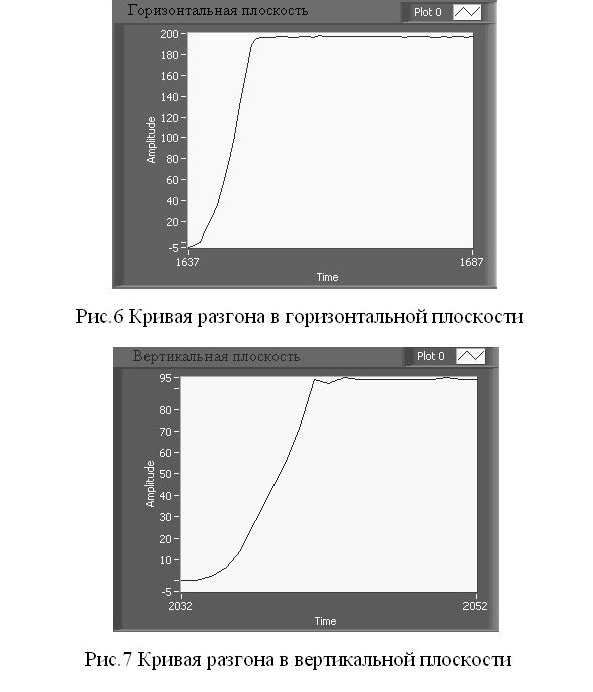 Горизонтальная плоскость
Plot 0
200
180
160
140
120
100
80
60
40
20
-5
Amplitude
1637
1687
Time
Рис.6 Кривая разгона в горизонтальной плоскости
Вертикальная плоскость
Plot 0
95
80
70
60
50
40
30
20
10
-5
Amplitude
2032
2052
Time
Рис.7 Кривая разгона в вертикальной плоскости